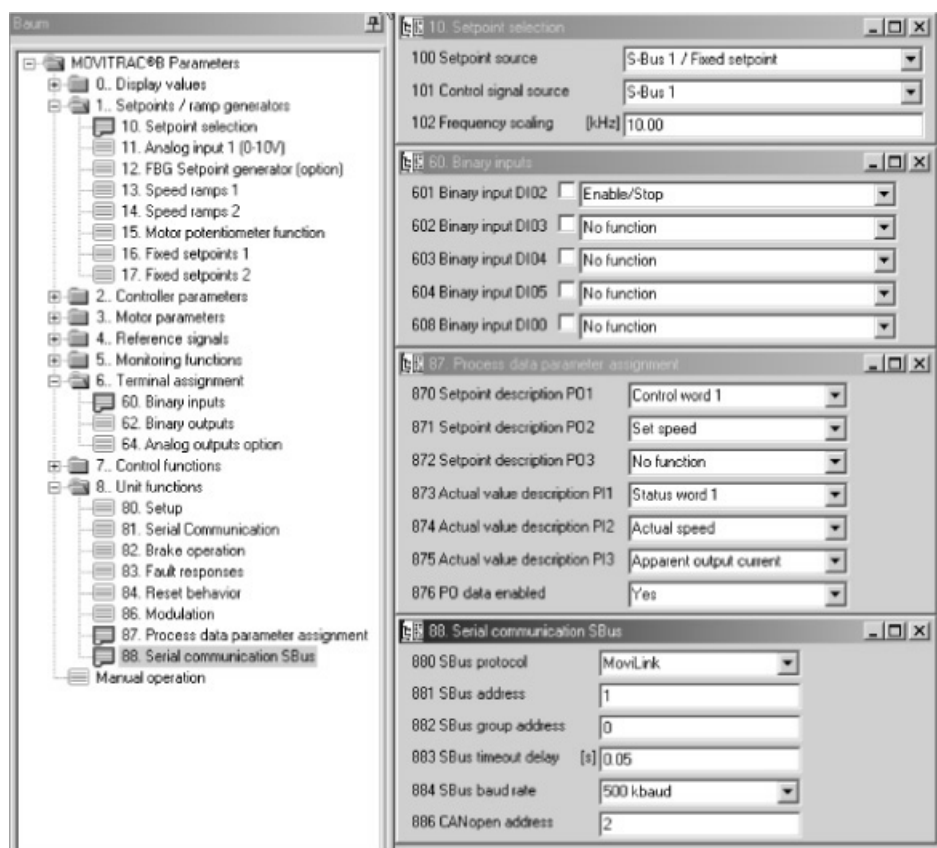 Baum
MOVITRAC®B Parameters
0.. Display values
1.. Setpoints / ramp generators
10. Setpoint selection
11. Analog input 1 (0-10V)
12. FBG Setpoint generator (option)
13. Speed ramps 1
14. Speed ramps 2
15. Motor potentiometer function
16. Fixed setpoints 1
17. Fixed setpoints 2
2.. Controller parameters
3.. Motor parameters
4.. Reference signals
5.. Monitoring functions
6.. Terminal assignment
60. Binary inputs
62. Binary outputs
64. Analog outputs option
7.. Control functions
8.. Unit functions
80. Setup
81. Serial Communication
82. Brake operation
83. Fault responses
84. Reset behavior
86. Modulation
87. Process data parameter assignment
88. Serial communication SBus
Manual operation
10. Setpoint selection
100 Setpoint source S-Bus 1 / Fixed setpoint
101 Control signal source S-Bus 1
102 Frequency scaling [kHz] 10.00
60. Binary inputs
601 Binary input DI02 Enable/Stop
602 Binary input DI03 No function
603 Binary input DI04 No function
604 Binary input DI05 No function
608 Binary input DI00 No function
87. Process data parameter assignment
870 Setpoint description PO1 Control word 1
871 Setpoint description PO2 Set speed
872 Setpoint description PO3 No function
873 Actual value description PI1 Status word 1
874 Actual value description PI2 Actual speed
875 Actual value description PI3 Apparent output current
876 PO data enabled Yes
88. Serial communication SBus
880 SBus protocol MoviLink
881 SBus address 1
882 SBus group address 0
883 SBus timeout delay [s] 0.05
884 SBus baud rate 500 kbaud
886 CANopen address 2